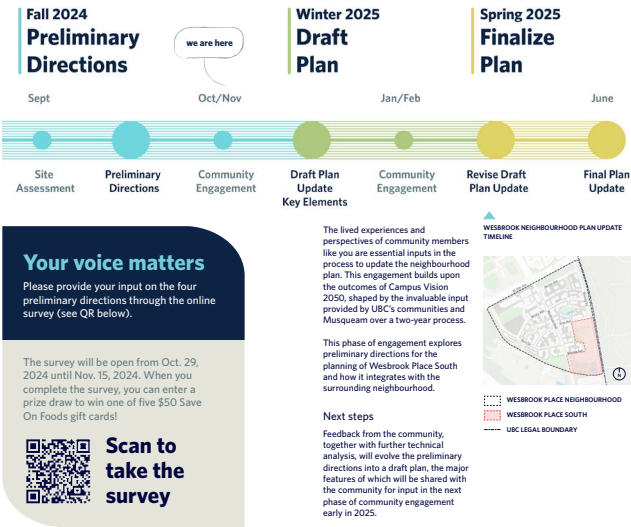 Fall 2024
Preliminary
Directions
we are here
Winter 2025
Draft
Plan
Spring 2025
Finalize
Plan
Sept
Oct/Nov
Jan/Feb
June
Site
Assessment
Preliminary
Directions
Community
Engagement
Draft Plan
Update
Key Elements
Community
Engagement
Revise Draft
Plan Update
Final Plan
Update
Your voice matters
Please provide your input on the four
preliminary directions through the online
survey (see QR below).
The survey will be open from Oct. 29,
2024 until Nov. 15, 2024. When you
complete the survey, you can enter a
prize draw to win one of five $50 Save
On Foods gift cards!
Scan to
take the
survey
The lived experiences and
perspectives of community members
like you are essential inputs in the
process to update the neighbourhood
plan. This engagement builds upon
the outcomes of Campus Vision
2050, shaped by the invaluable input
provided by UBC's communities and
Musqueam over a two-year process.
This phase of engagement explores
preliminary directions for the
planning of Wesbrook Place South
and how it integrates with the
surrounding neighbourhood.
Next steps
Feedback from the community,
together with further technical
analysis, will evolve the preliminary
directions into a draft plan, the major
features of which will be shared with
the community for input in the next
phase of community engagement
early in 2025.
WESBROOK NEIGHBOURHOOD PLAN UPDATE
TIMELINE
WESBROOK PLACE NEIGHBOURHOOD
WESBROOK PLACE SOUTH
UBC LEGAL BOUNDARY